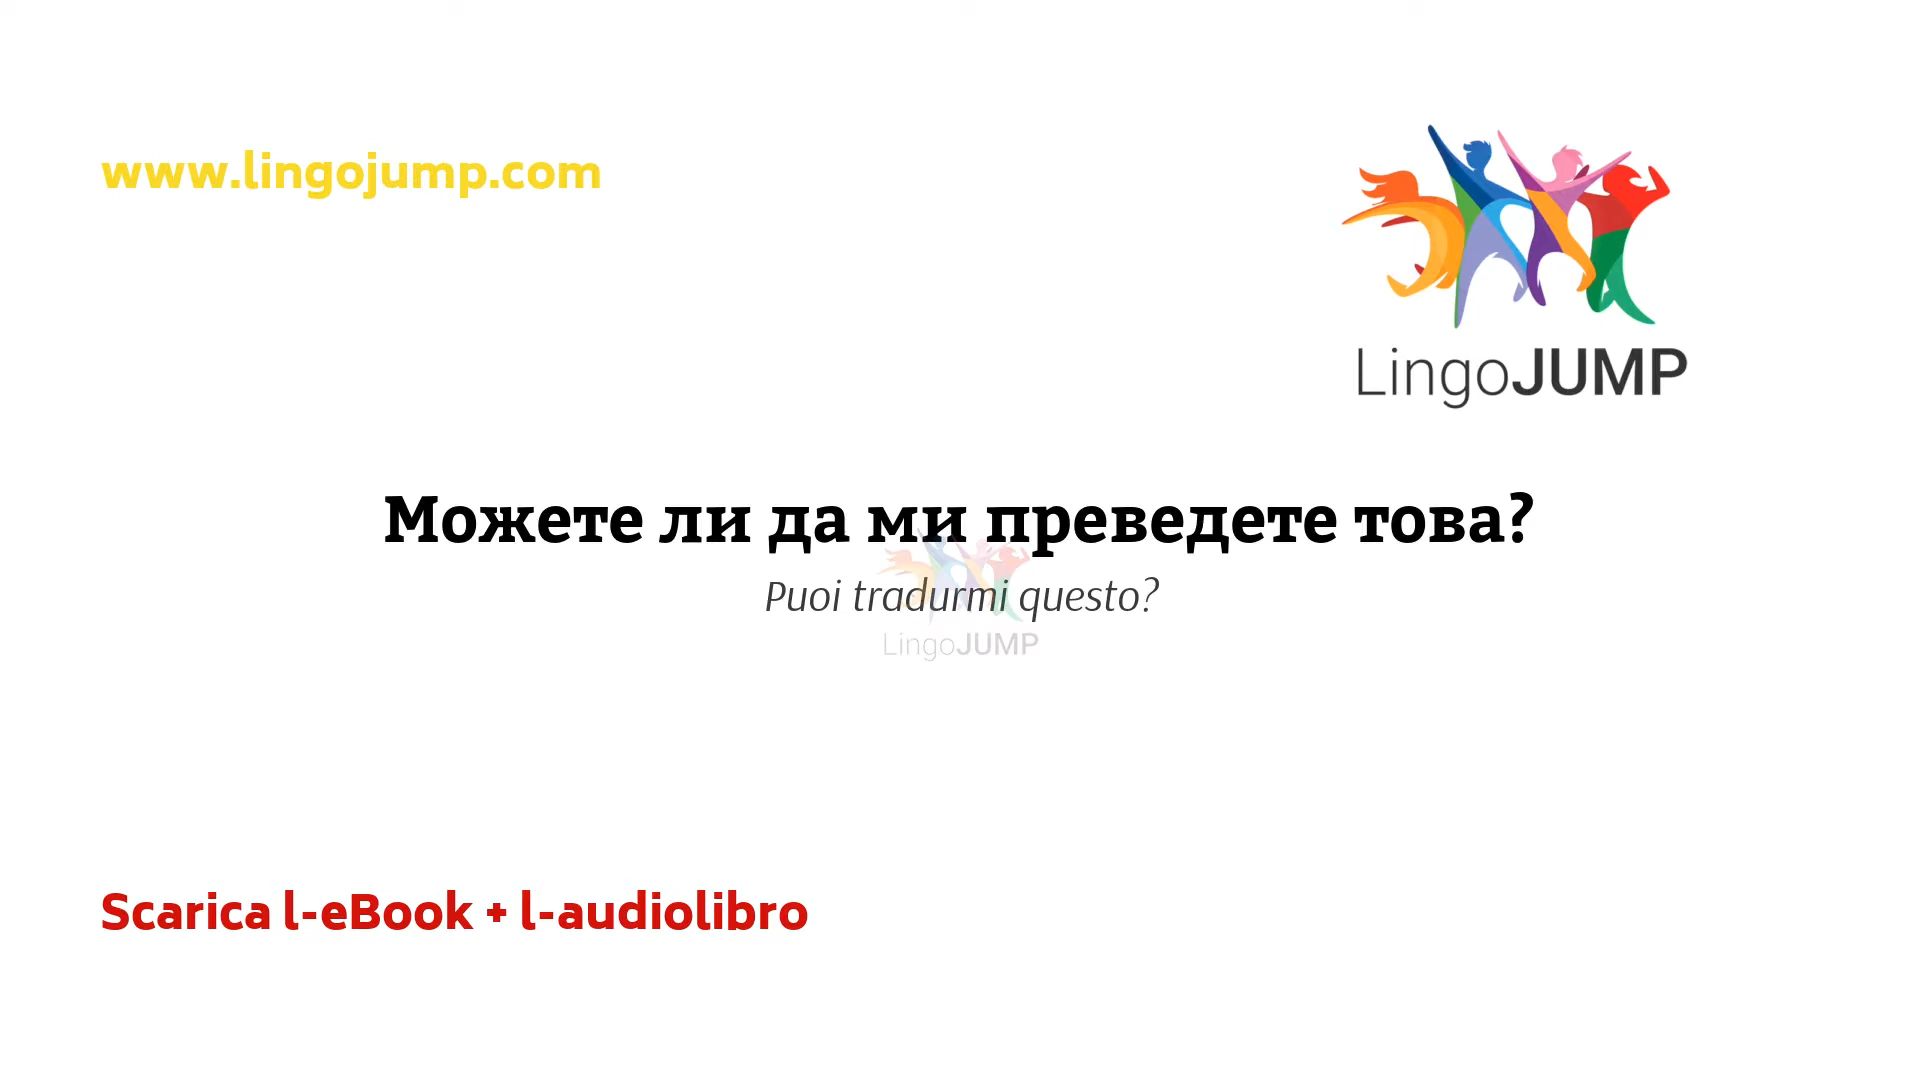 www.lingojump.com
LingoJUMP
Можете ли да ми преведете това?
Puoi tradurmi questo?
LingoJUMP
Scarica l-eBook + l-audiolibro